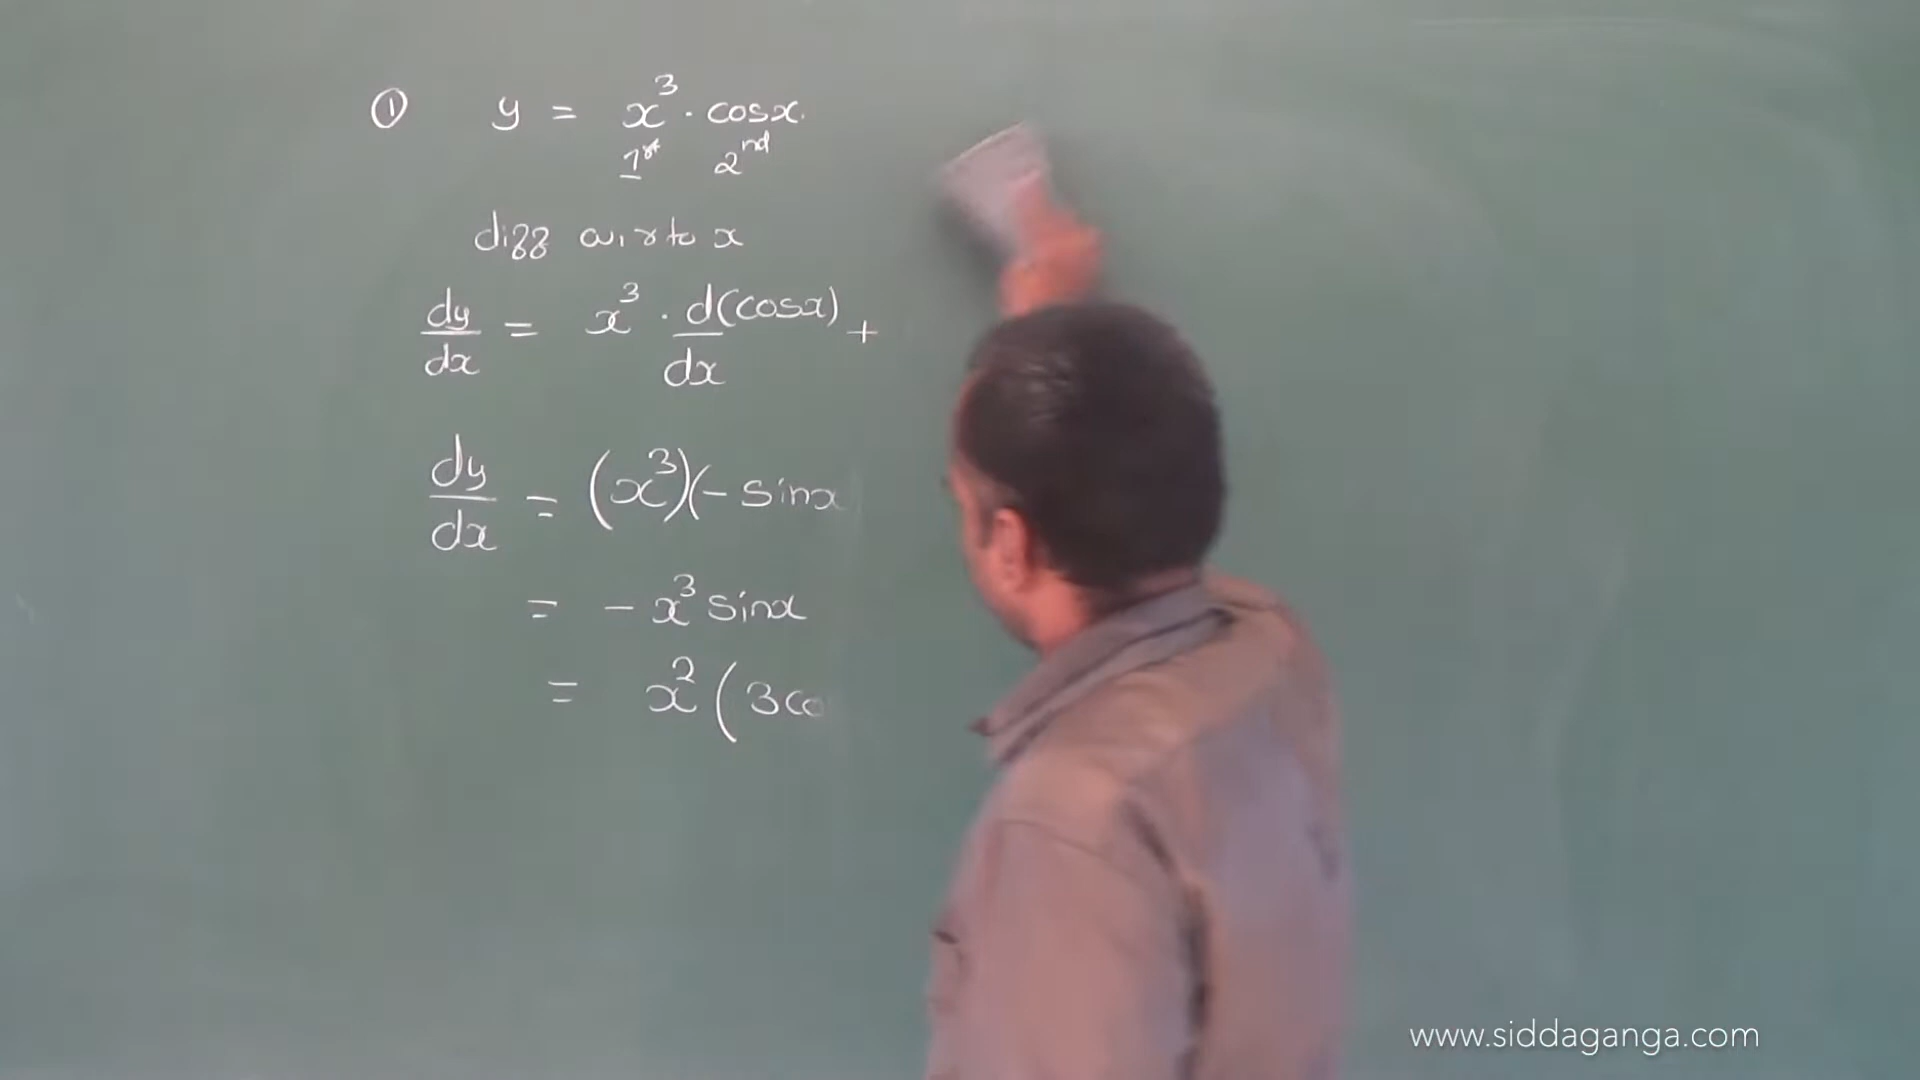 ① y = x³ · cosx.
1st 2nd
diff w.r to x
dy/dx = x³ · d(cosx)/dx +
dy/dx = (x³)(- sinx
= - x³ sinx
= x² ( 3co
www.siddaganga.com